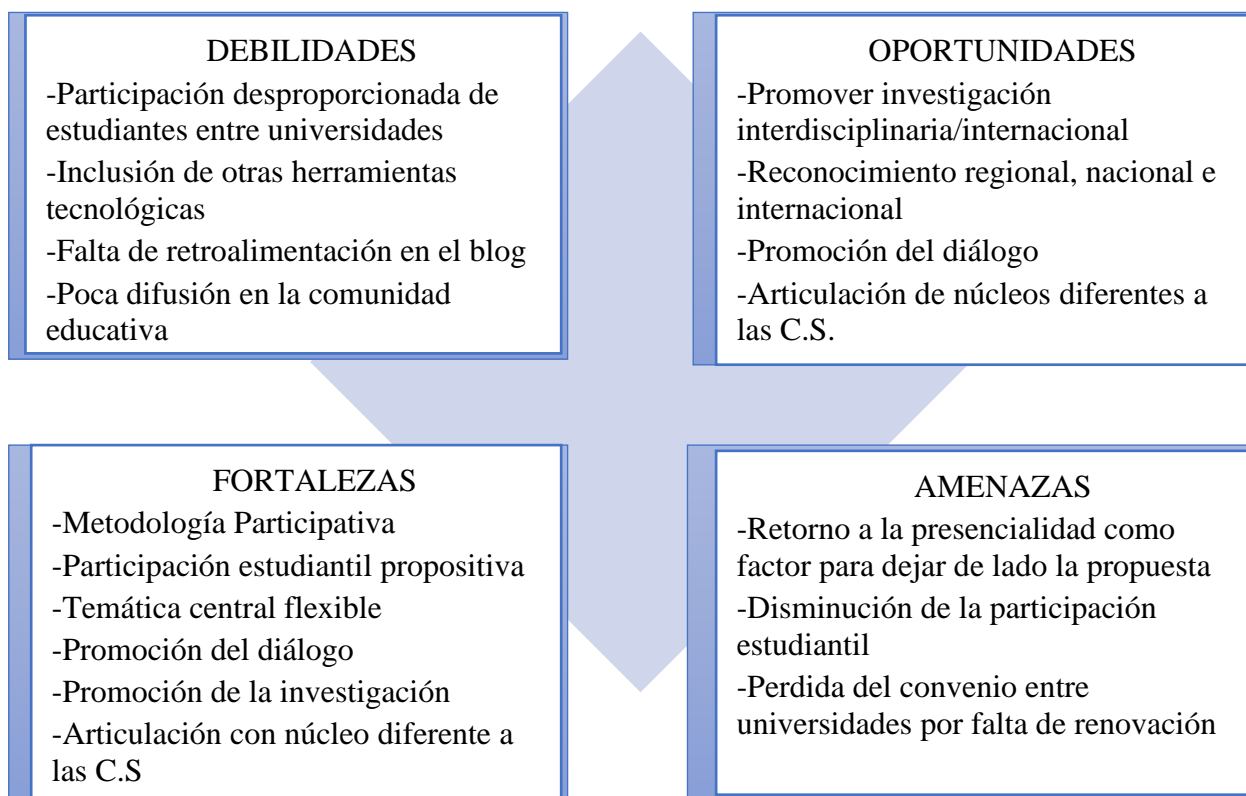 DEBILIDADES
-Participación desproporcionada de
estudiantes entre universidades
-Inclusión de otras herramientas
tecnológicas
-Falta de retroalimentación en el blog
-Poca difusión en la comunidad
educativa
OPORTUNIDADES
-Promover investigación
interdisciplinaria/internacional
-Reconocimiento regional, nacional e
internacional
-Promoción del diálogo
-Articulación de núcleos diferentes a
las C.S.
FORTALEZAS
-Metodología Participativa
-Participación estudiantil propositiva
-Temática central flexible
-Promoción del diálogo
-Promoción de la investigación
-Articulación con núcleo diferente a
las C.S
AMENAZAS
-Retorno a la presencialidad como
factor para dejar de lado la propuesta
-Disminución de la participación
estudiantil
-Perdida del convenio entre
universidades por falta de renovación